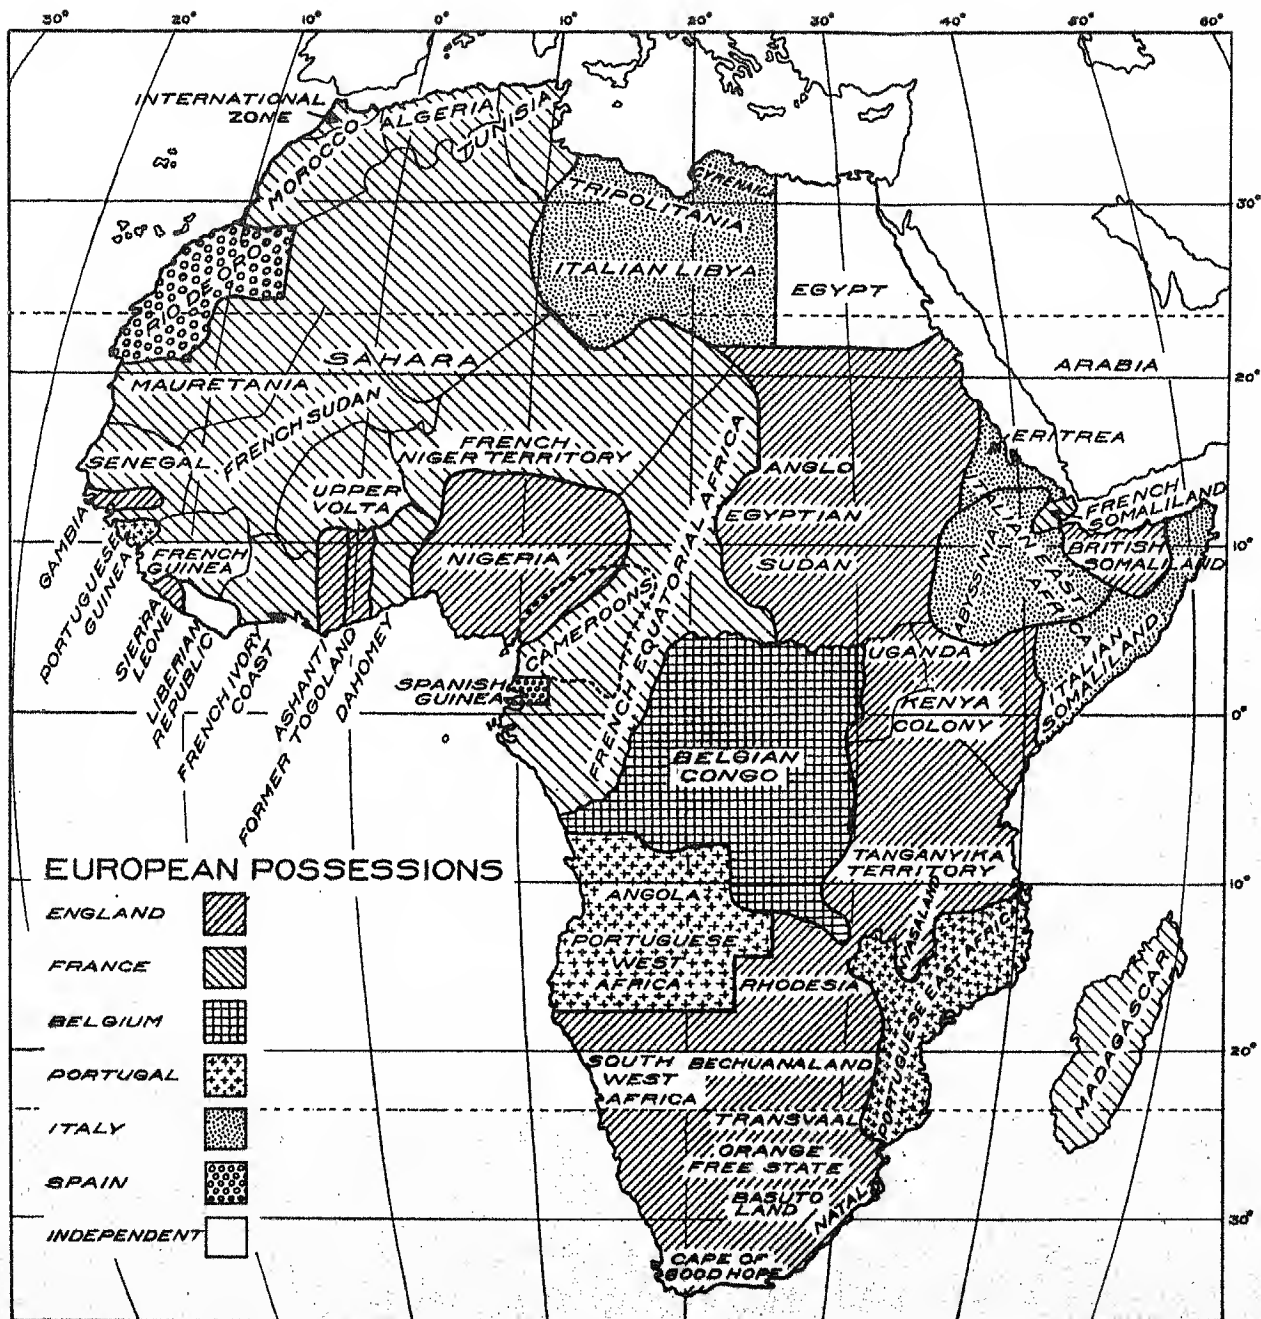 30° 20° 10° 0° 10° 20° 30° 40° 50° 60°
INTERNATIONAL
ZONE
MOROCCO
ALGERIA
TUNISIA
TRIPOLITANIA
ITALIAN LIBYA
EGYPT
30°
RIO DE ORO
SAHARA
ARABIA
20°
MAURETANIA
FRENCH SUDAN
FRENCH
NIGER TERRITORY
FRENCH EQUATORIAL AFRICA
ANGLO
EGYPTIAN
SUDAN
ERITREA
FRENCH
SOMALILAND
BRITISH
SOMALILAND
ITALIAN EAST
AFRICA
ABYSSINIA
ITALIAN
SOMALILAND
SENEGAL
UPPER
VOLTA
GAMBIA
PORTUGUESE
GUINEA
FRENCH
GUINEA
NIGERIA
10°
SIERRA
LEONE
LIBERIAN
REPUBLIC
FRENCH IVORY
COAST
ASHANTI
FORMER TOGOLAND
DAHOMEY
CAMEROONS
SPANISH
GUINEA
UGANDA
KENYA
COLONY
0°
BELGIAN
CONGO
TANGANYIKA
TERRITORY
10°
ANGOLA
PORTUGUESE
WEST
AFRICA
NYASALAND
PORTUGUESE EAST AFRICA
RHODESIA
MADAGASCAR
20°
SOUTH
WEST
AFRICA
BECHUANALAND
TRANSVAAL
ORANGE
FREE STATE
BASUTO
LAND
NATAL
30°
CAPE OF
GOOD HOPE
EUROPEAN POSSESSIONS
ENGLAND
FRANCE
BELGIUM
PORTUGAL
ITALY
SPAIN
INDEPENDENT